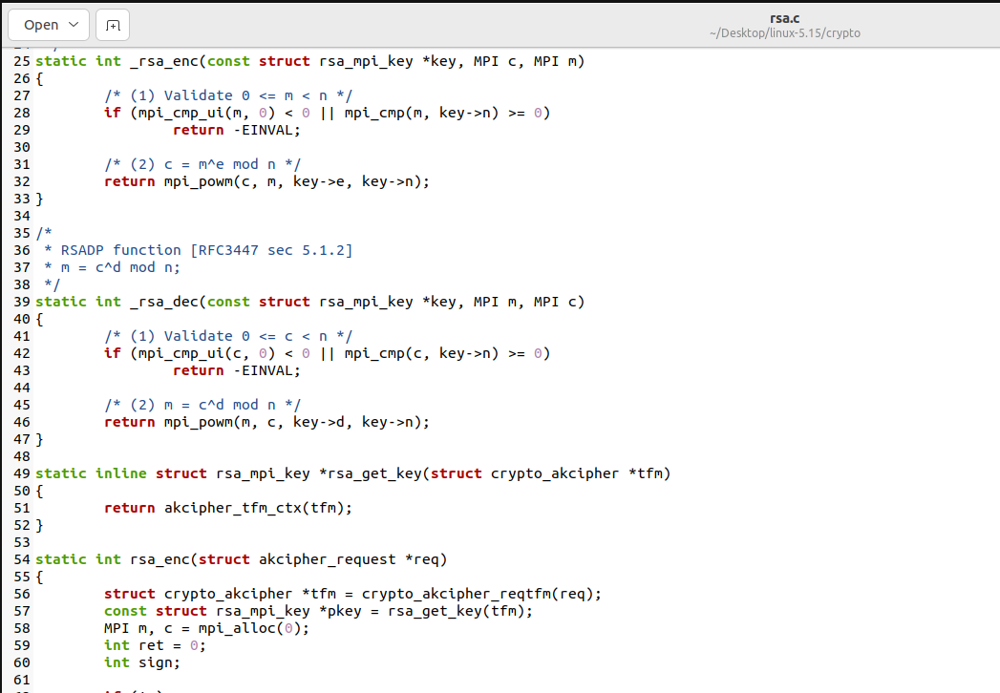 Open
rsa.c
~/Desktop/linux-5.15/crypto
25 static int _rsa_enc(const struct rsa_mpi_key *key, MPI c, MPI m)
26 {
27 /* (1) Validate 0 <= m < n */
28 if (mpi_cmp_ui(m, 0) < 0 || mpi_cmp(m, key->n) >= 0)
29 return -EINVAL;
30
31 /* (2) c = m^e mod n */
32 return mpi_powm(c, m, key->e, key->n);
33 }
34
35 /*
36 * RSADP function [RFC3447 sec 5.1.2]
37 * m = c^d mod n;
38 */
39 static int _rsa_dec(const struct rsa_mpi_key *key, MPI m, MPI c)
40 {
41 /* (1) Validate 0 <= c < n */
42 if (mpi_cmp_ui(c, 0) < 0 || mpi_cmp(c, key->n) >= 0)
43 return -EINVAL;
44
45 /* (2) m = c^d mod n */
46 return mpi_powm(m, c, key->d, key->n);
47 }
48
49 static inline struct rsa_mpi_key *rsa_get_key(struct crypto_akcipher *tfm)
50 {
51 return akcipher_tfm_ctx(tfm);
52 }
53
54 static int rsa_enc(struct akcipher_request *req)
55 {
56 struct crypto_akcipher *tfm = crypto_akcipher_reqtfm(req);
57 const struct rsa_mpi_key *pkey = rsa_get_key(tfm);
58 MPI m, c = mpi_alloc(0);
59 int ret = 0;
60 int sign;
61